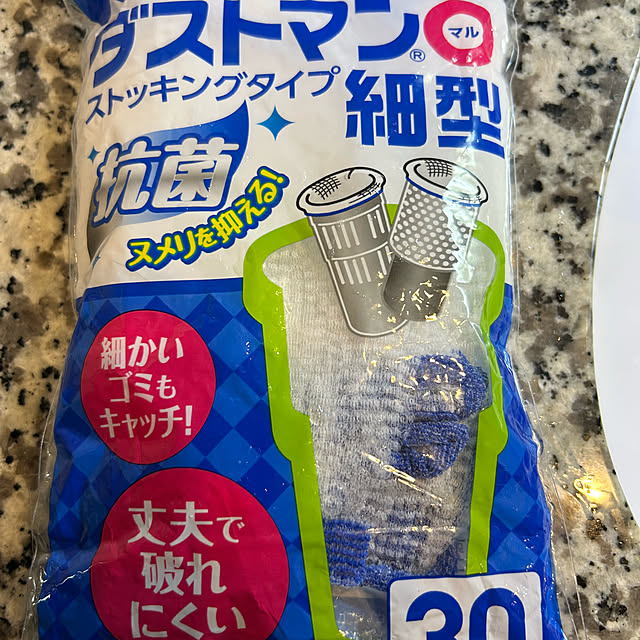 ダストマン® マル
ストッキングタイプ 細型
抗菌
ヌメリを抑える!
細かい
ゴミも
キャッチ!
丈夫で
破れ
にくい
30